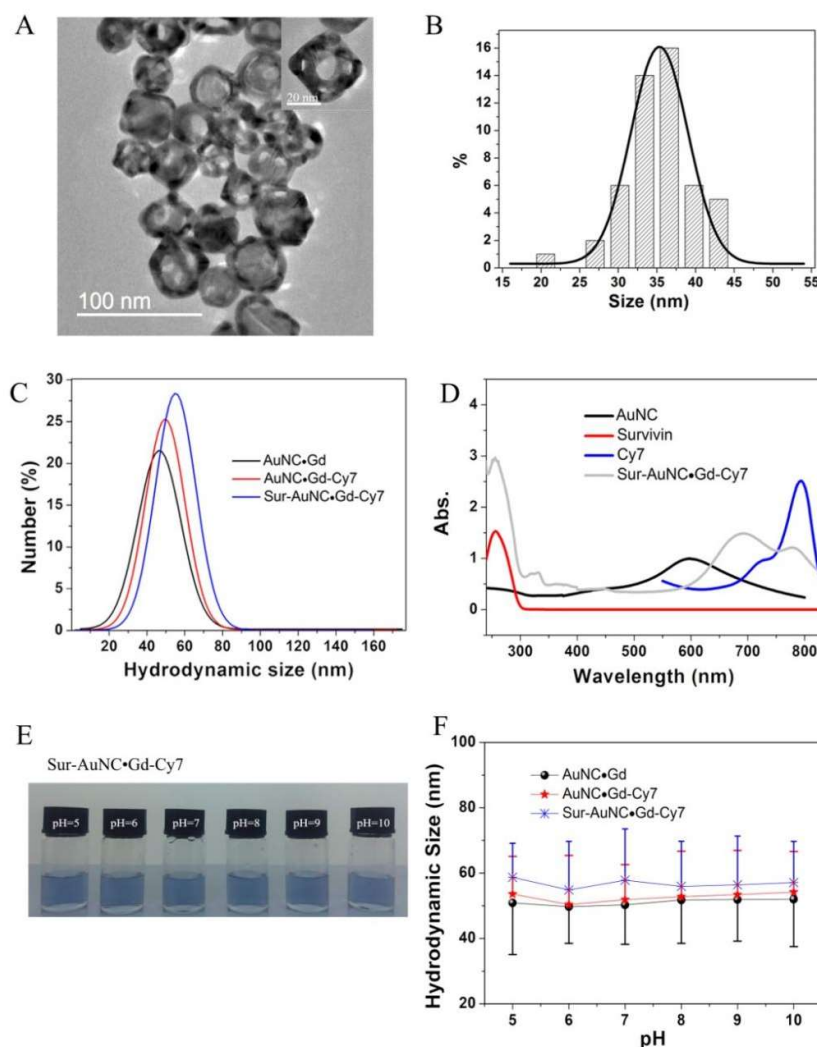 A
20 nm
100 nm
B
%
16
14
12
10
8
6
4
2
0
15 20 25 30 35 40 45 50 55
Size (nm)
C
Number (%)
30
25
20
15
10
5
0
AuNC•Gd
AuNC•Gd-Cy7
Sur-AuNC•Gd-Cy7
20 40 60 80 100 120 140 160
Hydrodynamic size (nm)
D
Abs.
4
3
2
1
0
AuNC
Survivin
Cy7
Sur-AuNC•Gd-Cy7
300 400 500 600 700 800
Wavelength (nm)
E
Sur-AuNC•Gd-Cy7
pH=5 pH=6 pH=7 pH=8 pH=9 pH=10
F
Hydrodynamic Size (nm)
100
80
60
40
20
AuNC•Gd
AuNC•Gd-Cy7
Sur-AuNC•Gd-Cy7
5 6 7 8 9 10
pH